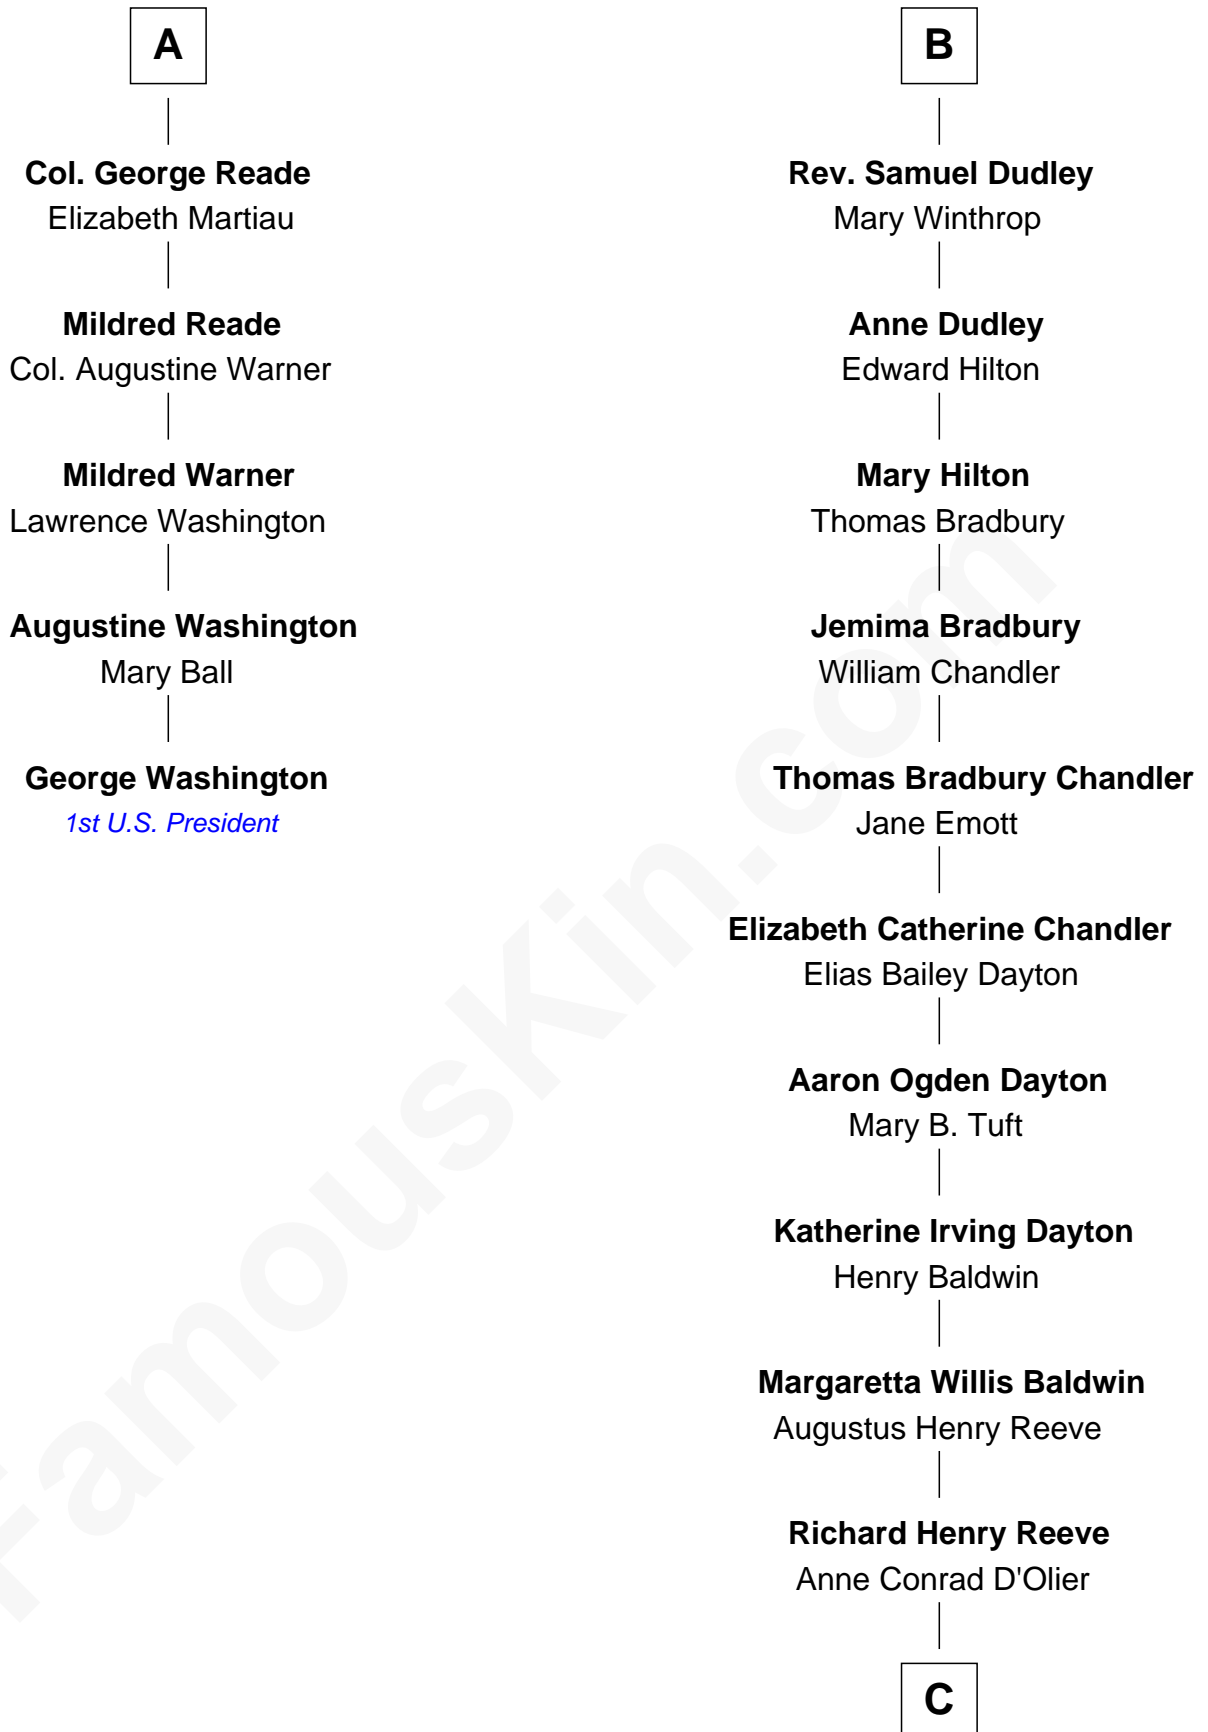 A
Col. George Reade
Elizabeth Martiau
Mildred Reade
Col. Augustine Warner
Mildred Warner
Lawrence Washington
Augustine Washington
Mary Ball
George Washington
1st U.S. President
B
Rev. Samuel Dudley
Mary Winthrop
Anne Dudley
Edward Hilton
Mary Hilton
Thomas Bradbury
Jemima Bradbury
William Chandler
Thomas Bradbury Chandler
Jane Emott
Elizabeth Catherine Chandler
Elias Bailey Dayton
Aaron Ogden Dayton
Mary B. Tuft
Katherine Irving Dayton
Henry Baldwin
Margaretta Willis Baldwin
Augustus Henry Reeve
Richard Henry Reeve
Anne Conrad D'Olier
C
FamousKin.com